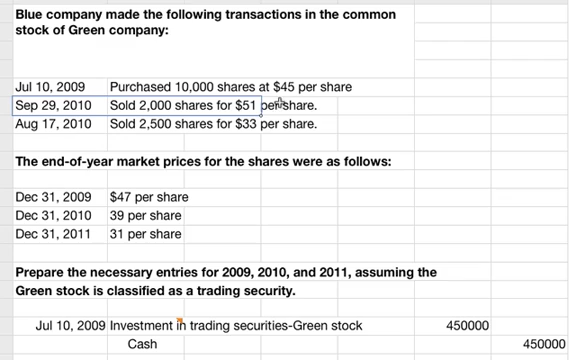 Blue company made the following transactions in the common
stock of Green company:
Jul 10, 2009 Purchased 10,000 shares at $45 per share
Sep 29, 2010 Sold 2,000 shares for $51 per share.
Aug 17, 2010 Sold 2,500 shares for $33 per share.
The end-of-year market prices for the shares were as follows:
Dec 31, 2009 $47 per share
Dec 31, 2010 39 per share
Dec 31, 2011 31 per share
Prepare the necessary entries for 2009, 2010, and 2011, assuming the
Green stock is classified as a trading security.
Jul 10, 2009 Investment in trading securities-Green stock 450000
Cash 450000